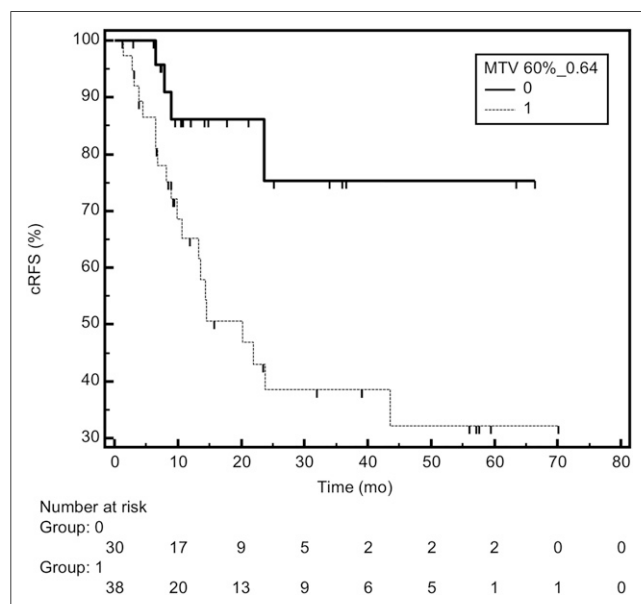 MTV 60%_0.64
0
1
100
90
80
70
60
50
40
30
cRFS (%)
0 10 20 30 40 50 60 70 80
Time (mo)
Number at risk
Group: 0
30 17 9 5 2 2 2 0 0
Group: 1
38 20 13 9 6 5 1 1 0